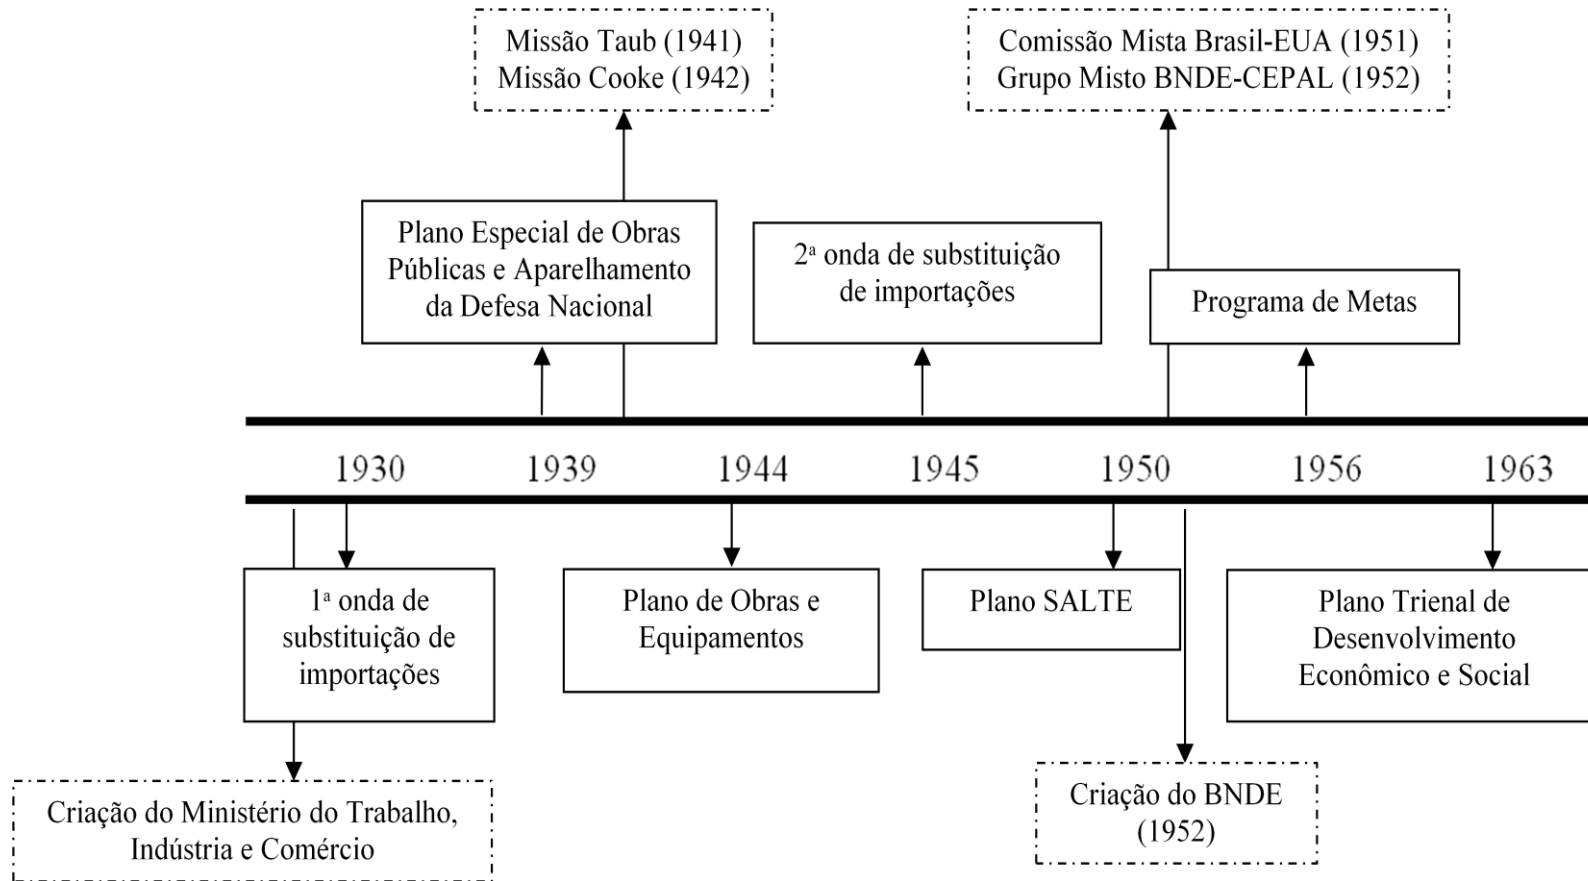 Missão Taub (1941)
Missão Cooke (1942)
Comissão Mista Brasil-EUA (1951)
Grupo Misto BNDE-CEPAL (1952)
Plano Especial de Obras
Públicas e Aparelhamento
da Defesa Nacional
2ª onda de substituição
de importações
Programa de Metas
1930 1939 1944 1945 1950 1956 1963
1ª onda de
substituição de
importações
Plano de Obras e
Equipamentos
Plano SALTE
Plano Trienal de
Desenvolvimento
Econômico e Social
Criação do Ministério do Trabalho,
Indústria e Comércio
Criação do BNDE
(1952)